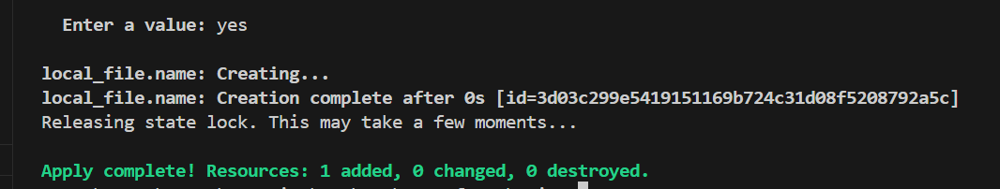 Enter a value: yes
local_file.name: Creating...
local_file.name: Creation complete after 0s [id=3d03c299e5419151169b724c31d08f5208792a5c]
Releasing state lock. This may take a few moments...
Apply complete! Resources: 1 added, 0 changed, 0 destroyed.